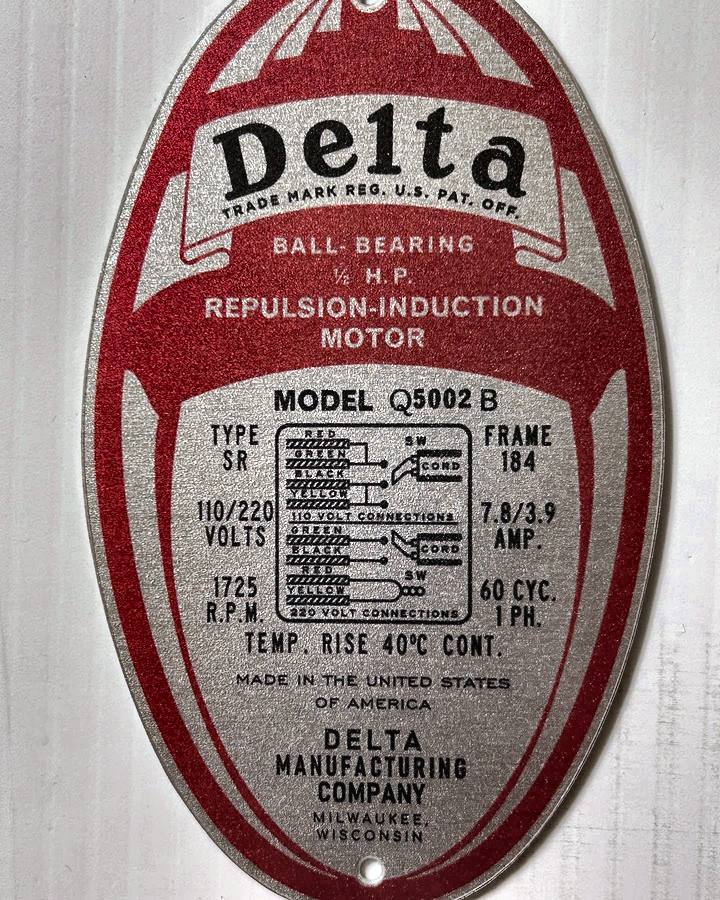 Delta
TRADE MARK REG. U.S. PAT. OFF.
BALL-BEARING
½ H.P.
REPULSION-INDUCTION
MOTOR
MODEL Q5002 B
TYPE
SR
110/220
VOLTS
1725
R.P.M.
RED
GREEN
BLACK
YELLOW
SW
CORD
110 VOLT CONNECTIONS
GREEN
BLACK
RED
YELLOW
CORD
SW
220 VOLT CONNECTIONS
FRAME
184
7.8/3.9
AMP.
60 CYC.
1 PH.
TEMP. RISE 40°C CONT.
MADE IN THE UNITED STATES
OF AMERICA
DELTA
MANUFACTURING
COMPANY
MILWAUKEE,
WISCONSIN